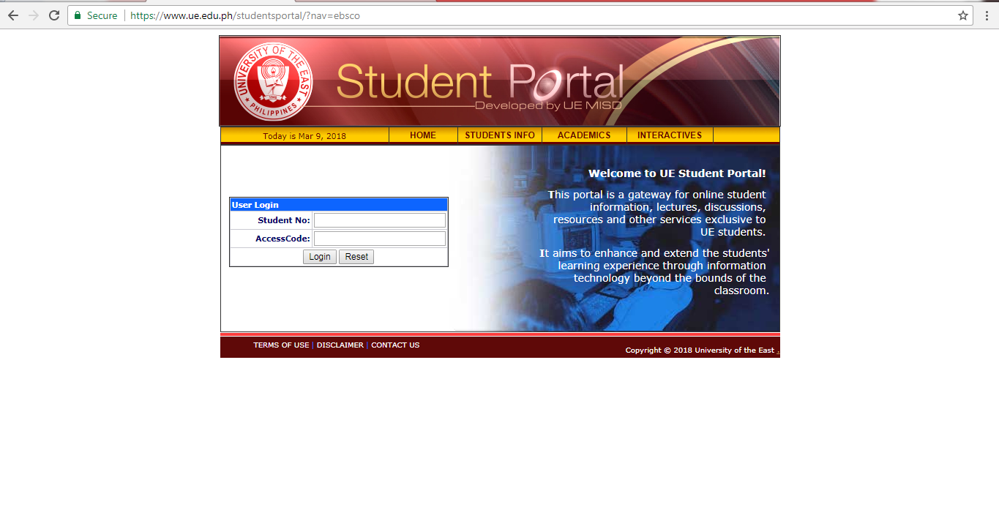 Secure https://www.ue.edu.ph/studentsportal/?nav=ebsco
UNIVERSITY OF THE EAST
PHILIPPINES
1946
Student Portal
Developed by UE MISD
Today is Mar 9, 2018 HOME STUDENTS INFO ACADEMICS INTERACTIVES
User Login
Student No:
AccessCode:
Login Reset
Welcome to UE Student Portal!
This portal is a gateway for online student
information, lectures, discussions,
resources and other services exclusive to
UE students.
It aims to enhance and extend the students'
learning experience through information
technology beyond the bounds of the
classroom.
TERMS OF USE | DISCLAIMER | CONTACT US
Copyright © 2018 University of the East .